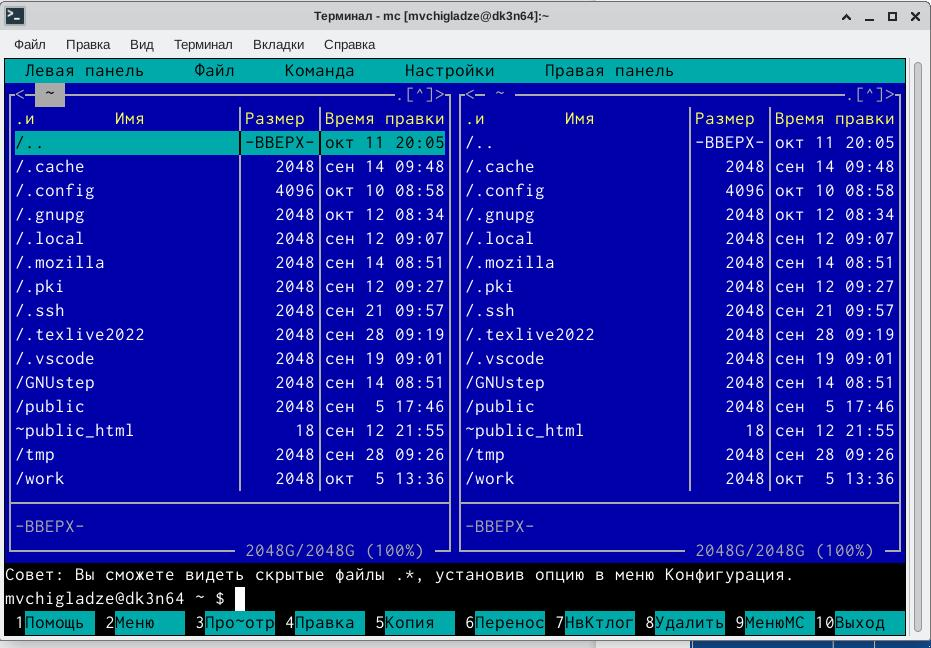 Терминал - mc [mvchigladze@dk3n64]:~
Файл Правка Вид Терминал Вкладки Справка
Левая панель Файл Команда Настройки Правая панель
<─ ~ .[^]> <─ ~ .[^]>
.и Имя Размер Время правки .и Имя Размер Время правки
/.. -ВВЕРХ- окт 11 20:05 /.. -ВВЕРХ- окт 11 20:05
/.cache 2048 сен 14 09:48 /.cache 2048 сен 14 09:48
/.config 4096 окт 10 08:58 /.config 4096 окт 10 08:58
/.gnupg 2048 окт 12 08:34 /.gnupg 2048 окт 12 08:34
/.local 2048 сен 12 09:07 /.local 2048 сен 12 09:07
/.mozilla 2048 сен 14 08:51 /.mozilla 2048 сен 14 08:51
/.pki 2048 сен 12 09:27 /.pki 2048 сен 12 09:27
/.ssh 2048 сен 21 09:57 /.ssh 2048 сен 21 09:57
/.texlive2022 2048 сен 28 09:19 /.texlive2022 2048 сен 28 09:19
/.vscode 2048 сен 19 09:01 /.vscode 2048 сен 19 09:01
/GNUstep 2048 сен 14 08:51 /GNUstep 2048 сен 14 08:51
/public 2048 сен 5 17:46 /public 2048 сен 5 17:46
~public_html 18 сен 12 21:55 ~public_html 18 сен 12 21:55
/tmp 2048 сен 28 09:26 /tmp 2048 сен 28 09:26
/work 2048 окт 5 13:36 /work 2048 окт 5 13:36
-ВВЕРХ- -ВВЕРХ-
2048G/2048G (100%) 2048G/2048G (100%)
Совет: Вы сможете видеть скрытые файлы .*, установив опцию в меню Конфигурация.
mvchigladze@dk3n64 ~ $
1Помощь 2Меню 3Про~отр 4Правка 5Копия 6Перенос 7НвКтлог 8Удалить 9МенюМС 10Выход